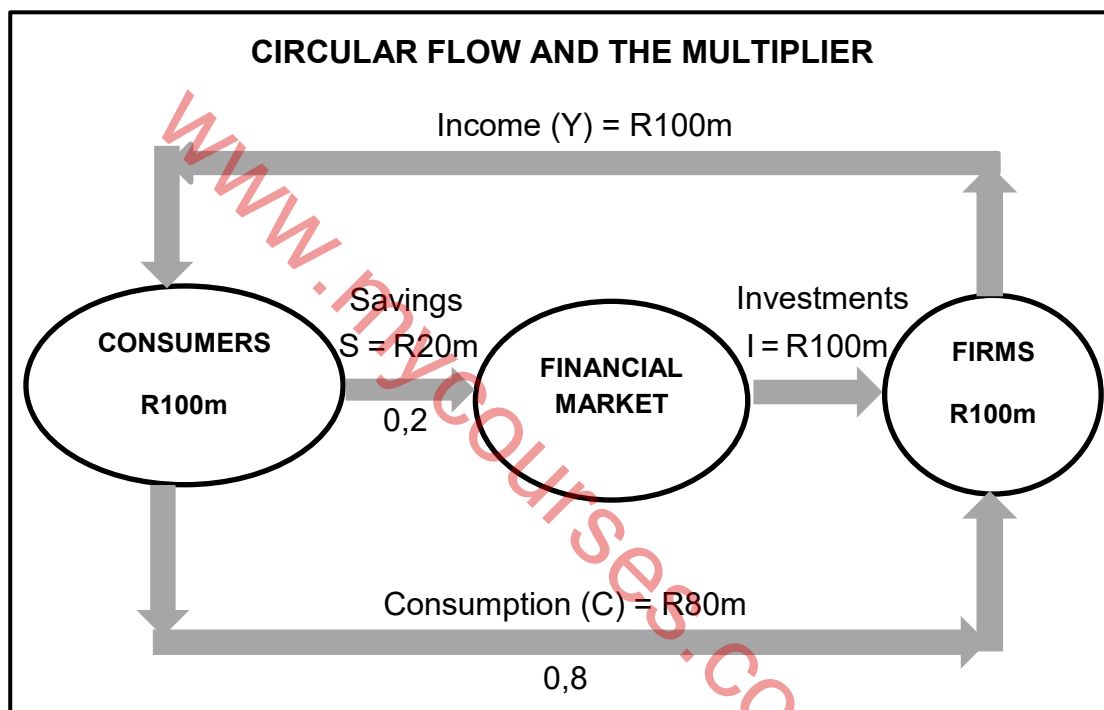 CIRCULAR FLOW AND THE MULTIPLIER
Income (Y) = R100m
CONSUMERS
R100m
Savings
S = R20m
0,2
FINANCIAL
MARKET
Investments
I = R100m
FIRMS
R100m
Consumption (C) = R80m
0,8
www.mycourses.co